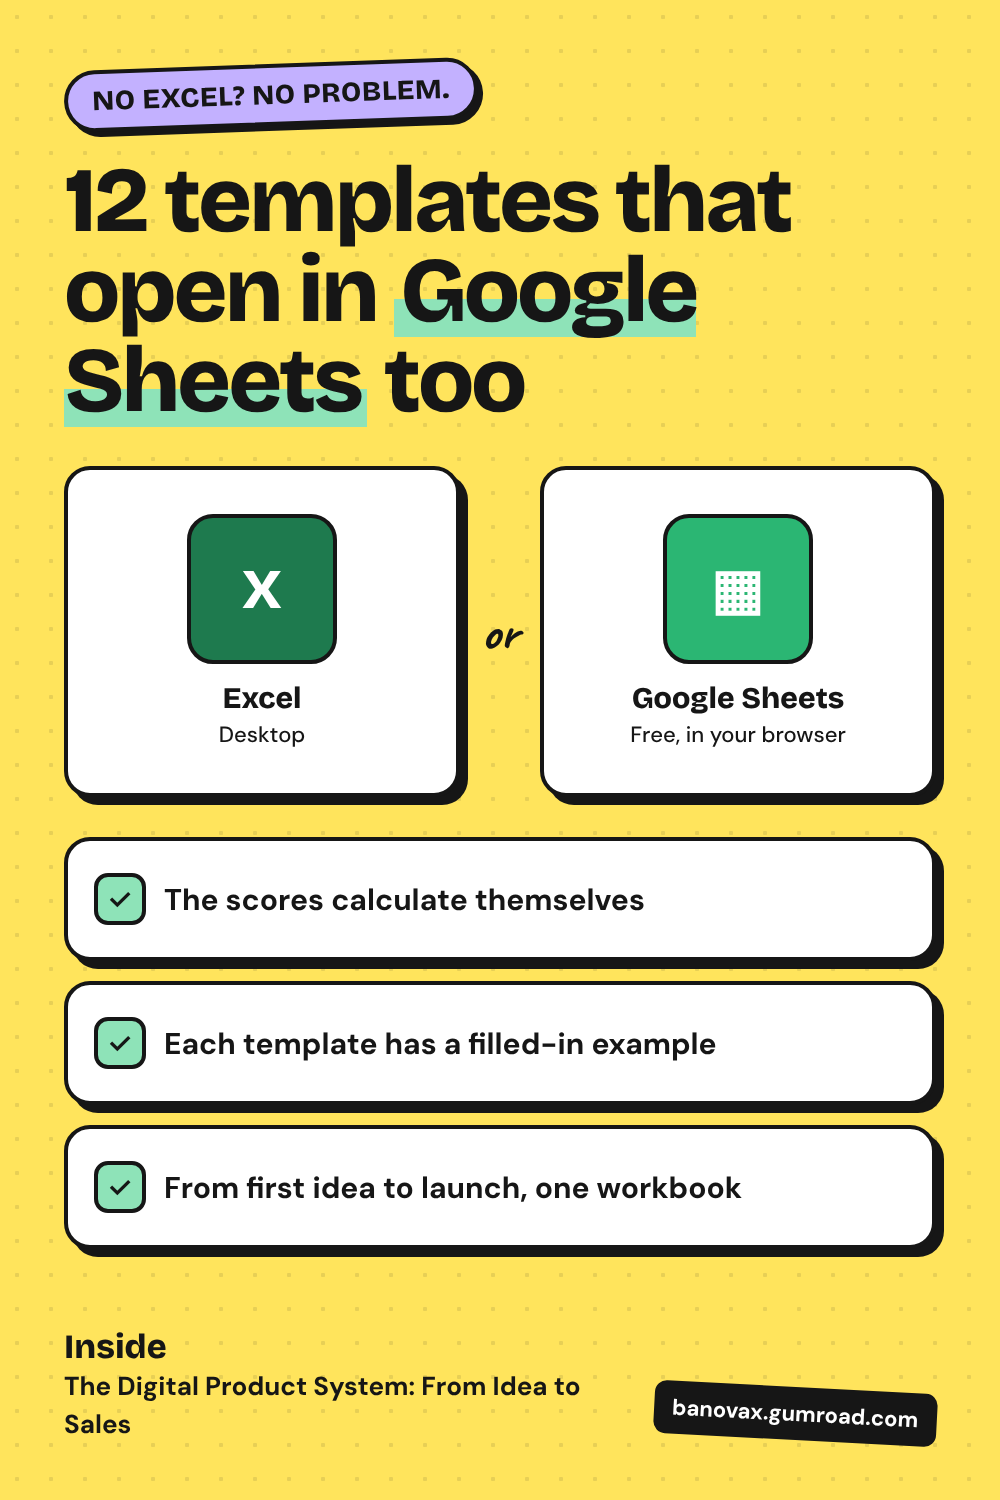 NO EXCEL? NO PROBLEM.
12 templates that
open in Google
Sheets too
X
Excel
Desktop
or
Google Sheets
Free, in your browser
The scores calculate themselves
Each template has a filled-in example
From first idea to launch, one workbook
Inside
The Digital Product System: From Idea to
Sales
banovax.gumroad.com